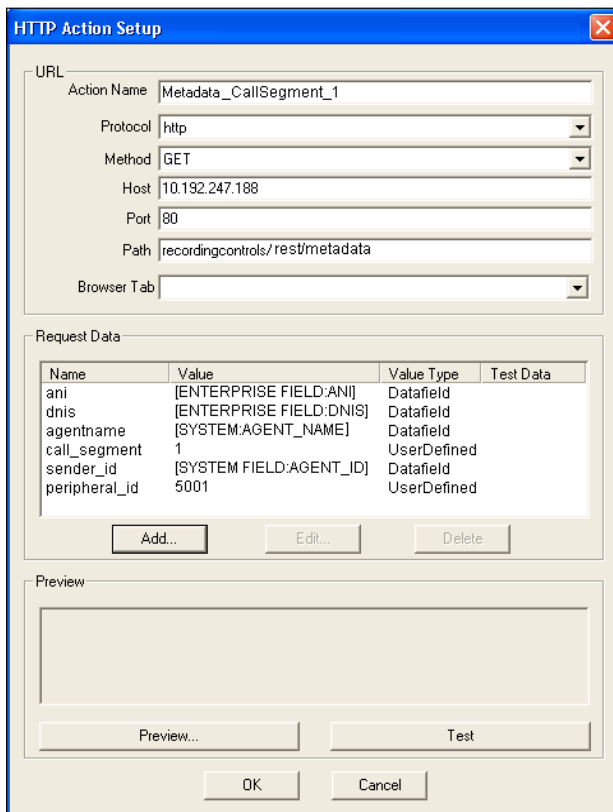 HTTP Action Setup
URL
Action Name Metadata_CallSegment_1
Protocol http
Method GET
Host 10.192.247.188
Port 80
Path recordingcontrols/rest/metadata
Browser Tab
Request Data
Name Value Value Type Test Data
ani [ENTERPRISE FIELD:ANI] Datafield
dnis [ENTERPRISE FIELD:DNIS] Datafield
agentname [SYSTEM:AGENT_NAME] Datafield
call_segment 1 UserDefined
sender_id [SYSTEM FIELD:AGENT_ID] Datafield
peripheral_id 5001 UserDefined
Add... Edit... Delete
Preview
Preview... Test
OK Cancel